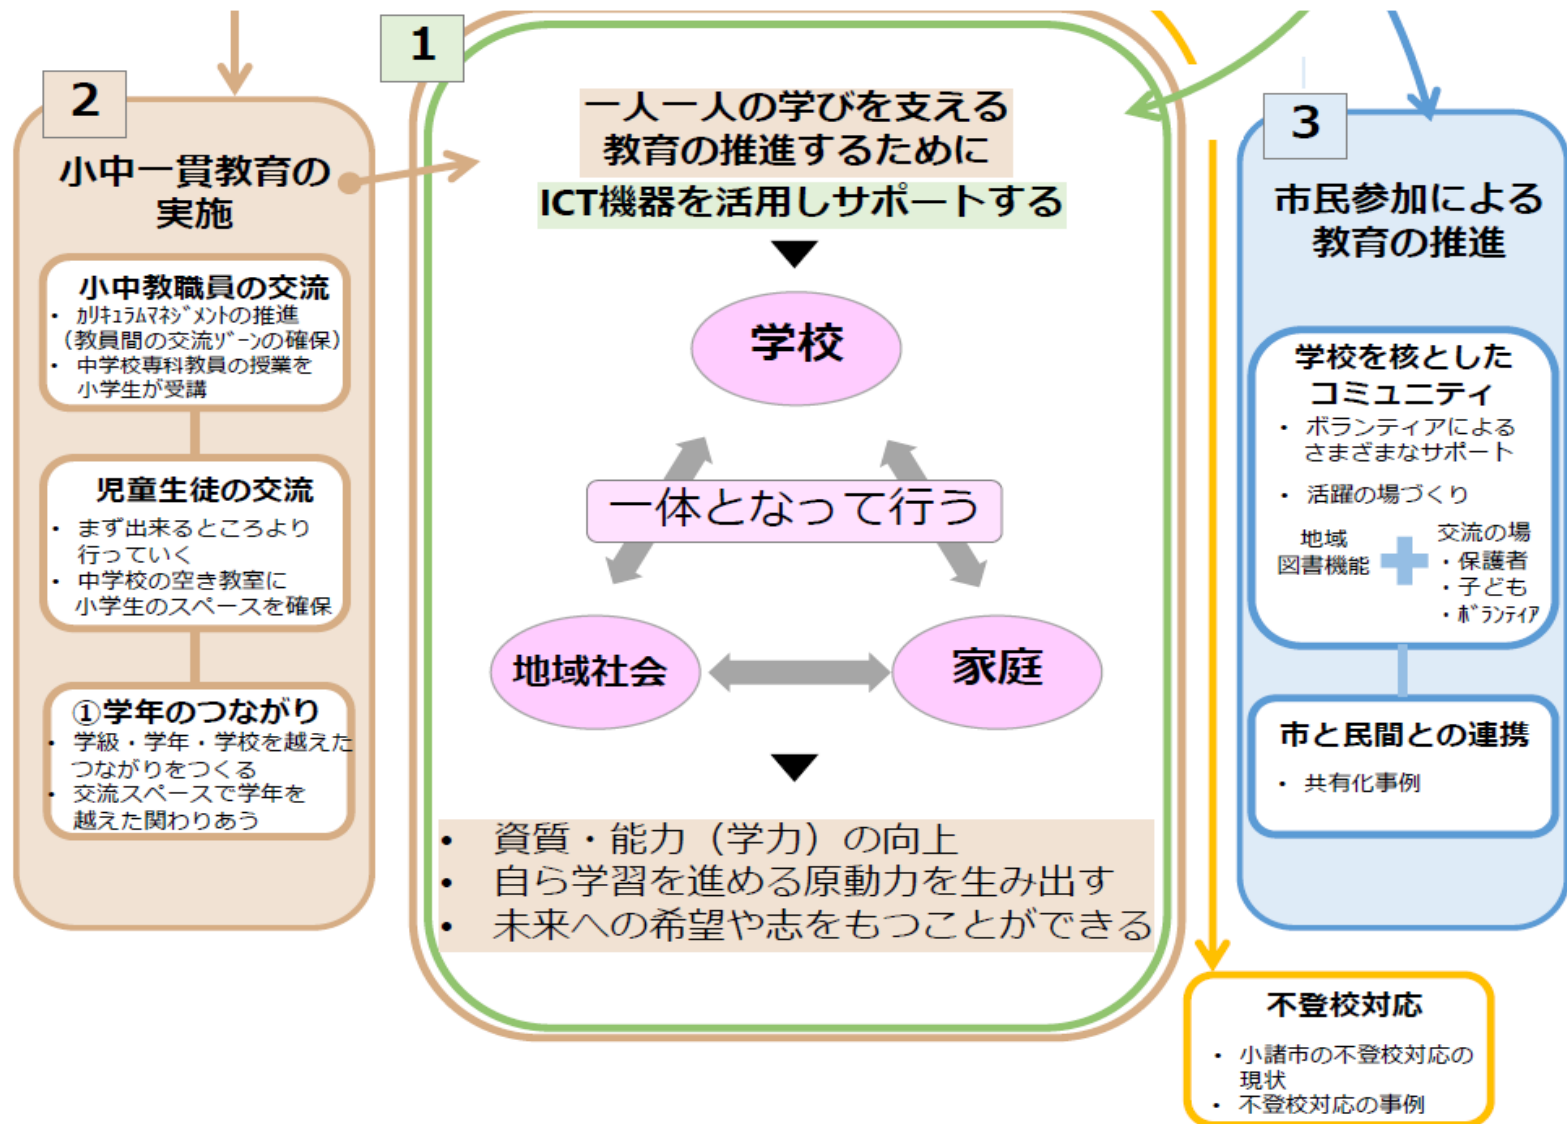 1
一人一人の学びを支える
教育の推進するために
ICT機器を活用しサポートする
学校
一体となって行う
地域社会
家庭
• 資質・能力（学力）の向上
• 自ら学習を進める原動力を生み出す
• 未来への希望や志をもつことができる
2
小中一貫教育の
実施
小中教職員の交流
• ｶﾘｷｭﾗﾑﾏﾈｼﾞﾒﾝﾄの推進
（教員間の交流ｿﾞｰﾝの確保）
• 中学校専科教員の授業を
小学生が受講
児童生徒の交流
• まず出来るところより
行っていく
• 中学校の空き教室に
小学生のスペースを確保
①学年のつながり
• 学級・学年・学校を越えた
つながりをつくる
• 交流スペースで学年を
越えた関わりあう
3
市民参加による
教育の推進
学校を核とした
コミュニティ
• ボランティアによる
さまざまなサポート
• 活躍の場づくり
地域
図書機能
交流の場
・保護者
・子ども
・ﾎﾞﾗﾝﾃｨｱ
市と民間との連携
• 共有化事例
不登校対応
• 小諸市の不登校対応の
現状
• 不登校対応の事例